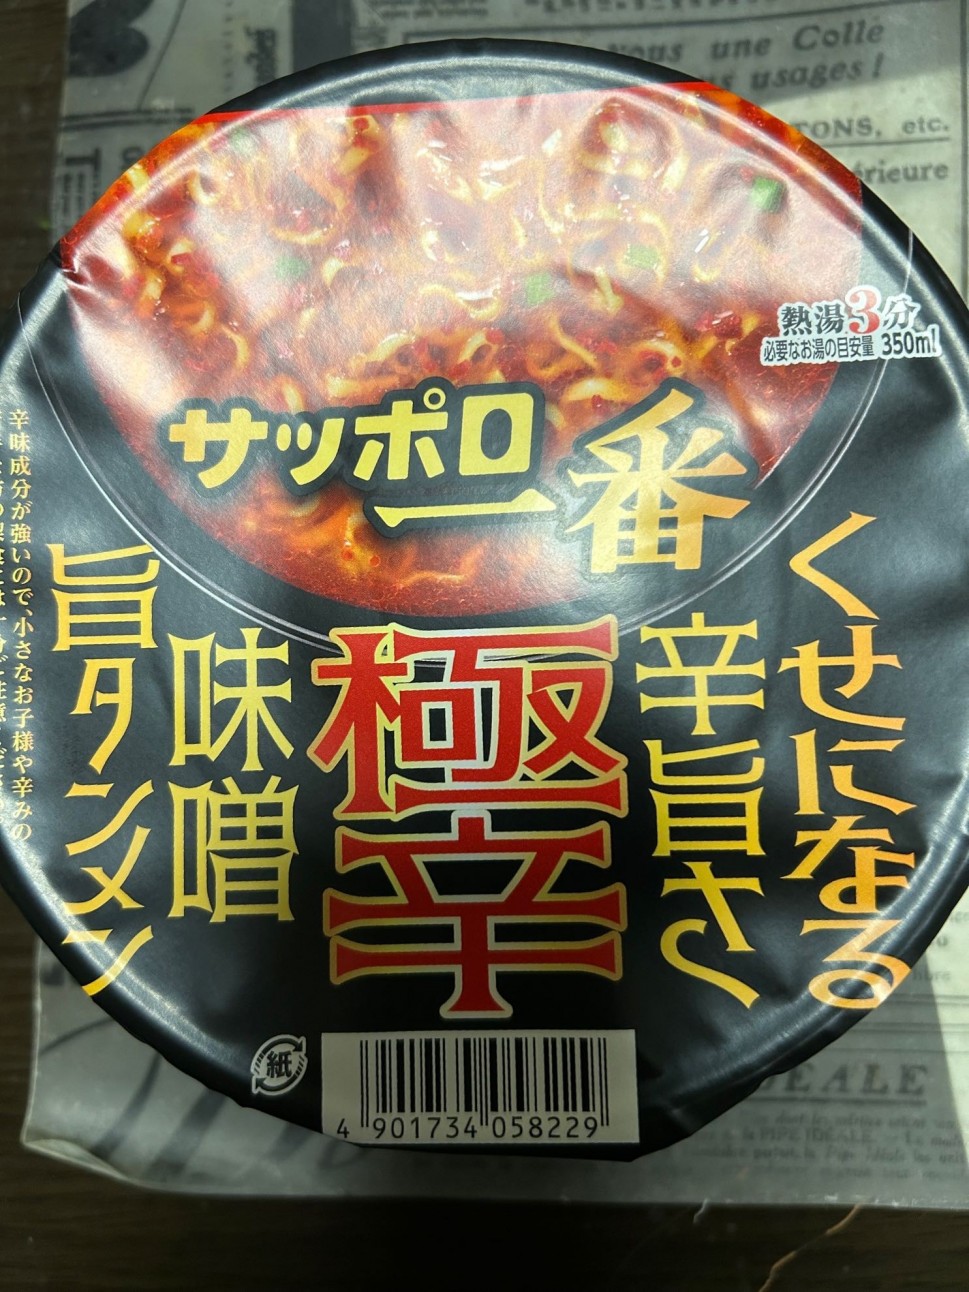 ous une Colle
usages!
TONS, etc.
érieure
熱湯3分
必要なお湯の目安量 350ml
サッポロ一番
くせになる
辛旨さ
極辛
味噌
旨タンメン
辛味成分が強いので、小さなお子様や辛みの
紙
4 901734 058229
DEALE